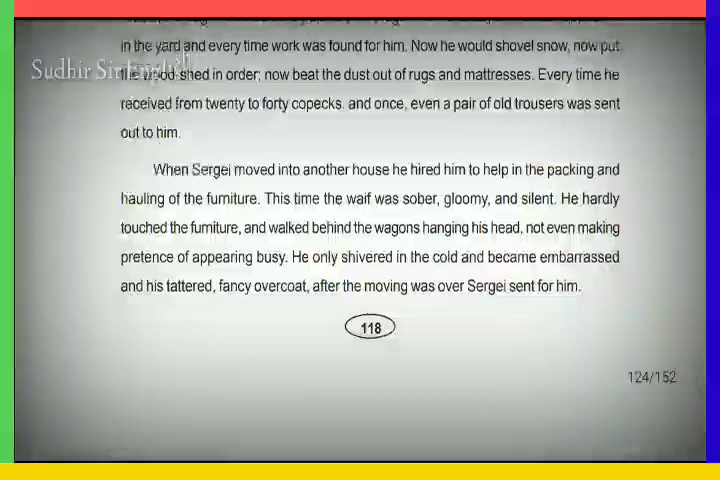 in the yard and every time work was found for him. Now he would shovel snow, now put
Sudhir Sir
the wood-shed in order; now beat the dust out of rugs and mattresses. Every time he
received from twenty to forty copecks. and once, even a pair of old trousers was sent
out to him.
When Sergei moved into another house he hired him to help in the packing and
hauling of the furniture. This time the waif was sober, gloomy, and silent. He hardly
touched the furniture, and walked behind the wagons hanging his head, not even making
pretence of appearing busy. He only shivered in the cold and became embarrassed
and his tattered, fancy overcoat, after the moving was over Sergei sent for him.
118
124/152